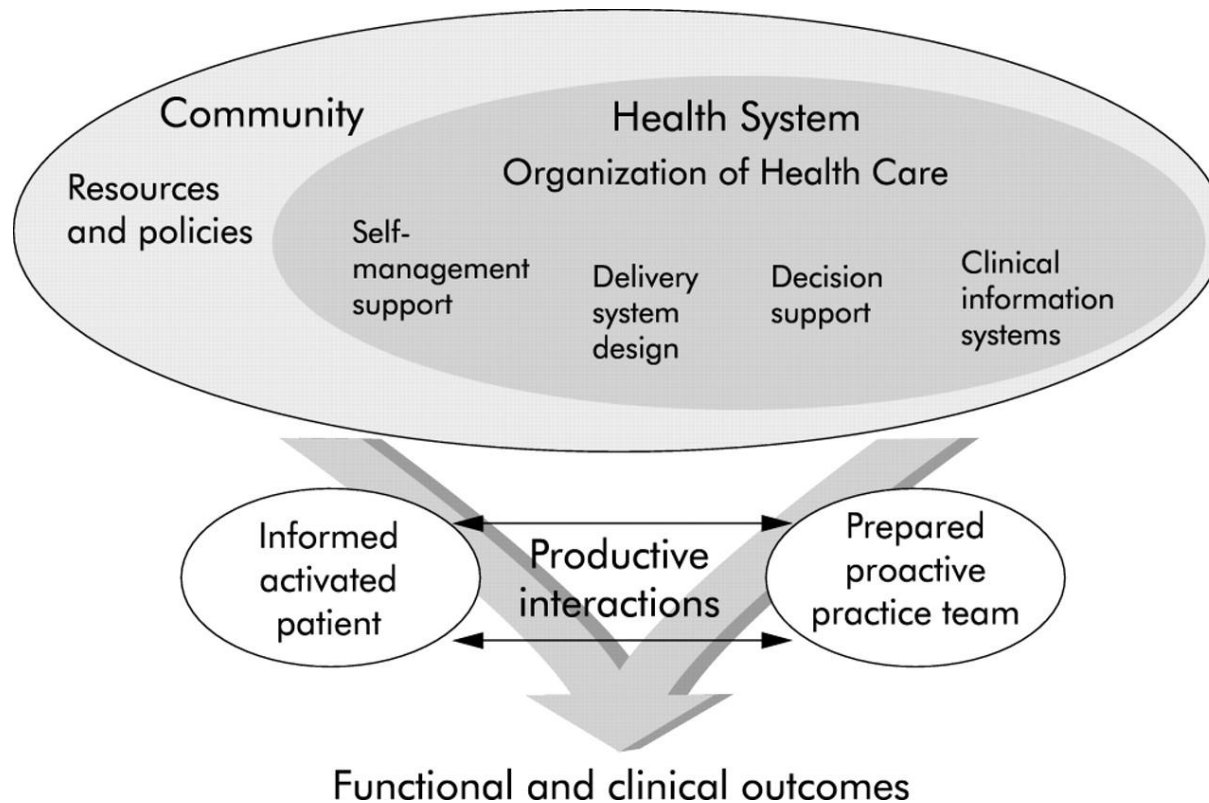 Community
Resources
and policies
Health System
Organization of Health Care
Self-
management
support
Delivery
system
design
Decision
support
Clinical
information
systems
Informed
activated
patient
Productive
interactions
Prepared
proactive
practice team
Functional and clinical outcomes